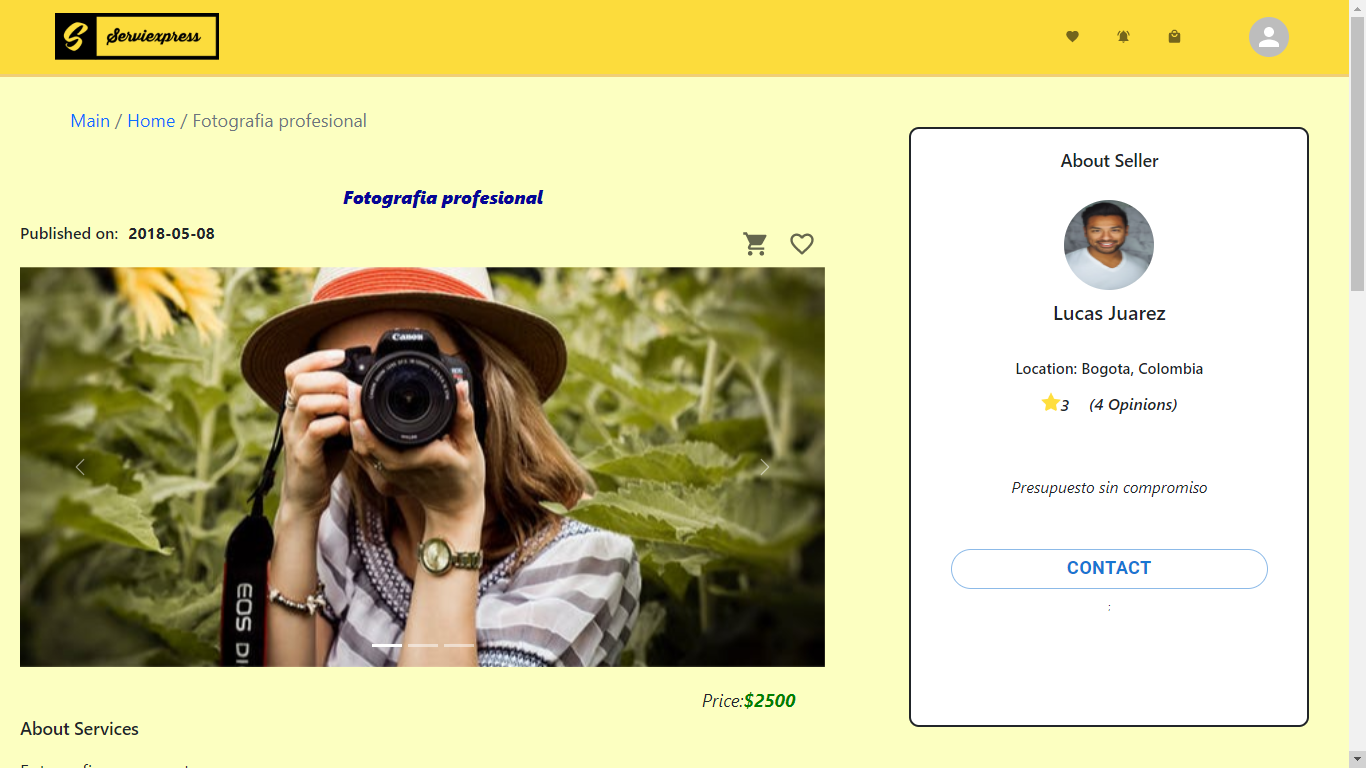 S Serviexpress
Main / Home / Fotografia profesional
Fotografia profesional
Published on: 2018-05-08
Canon
EOS DI
Price:$2500
About Services
About Seller
Lucas Juarez
Location: Bogota, Colombia
3 (4 Opinions)
Presupuesto sin compromiso
CONTACT
: